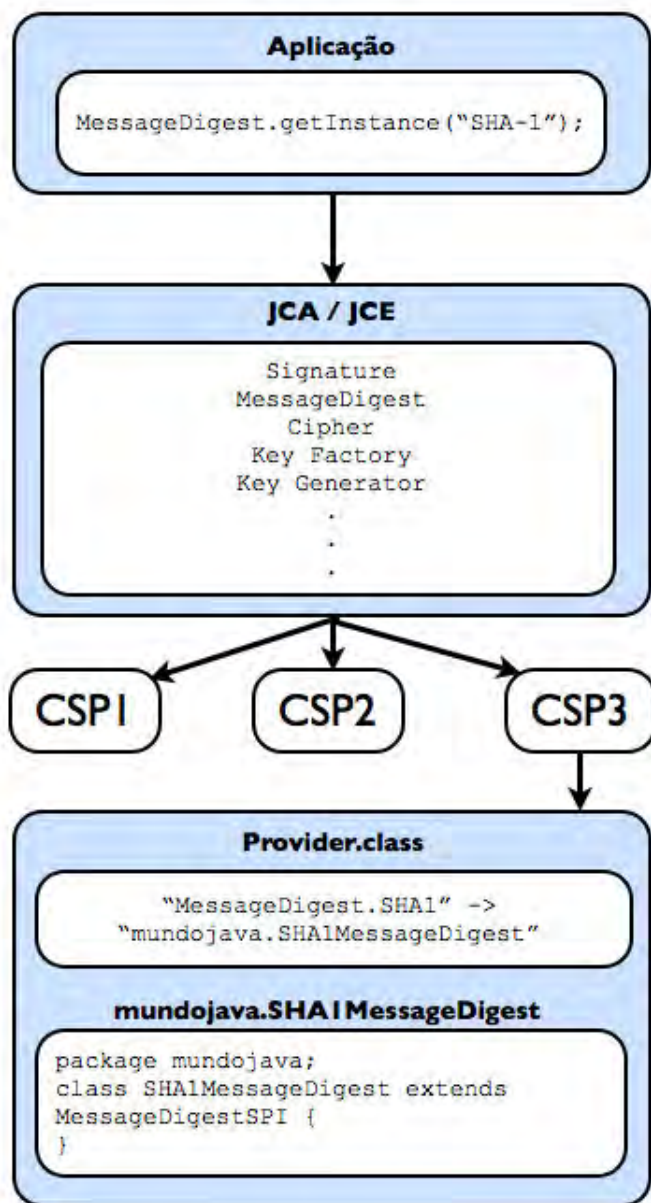 Aplicação
MessageDigest.getInstance(“SHA-1”);
JCA / JCE
Signature
MessageDigest
Cipher
Key Factory
Key Generator
.
.
.
CSP1
CSP2
CSP3
Provider.class
“MessageDigest.SHA1” ->
“mundojava.SHA1MessageDigest”
mundojava.SHA1MessageDigest
package mundojava;
class SHA1MessageDigest extends
MessageDigestSPI {
}